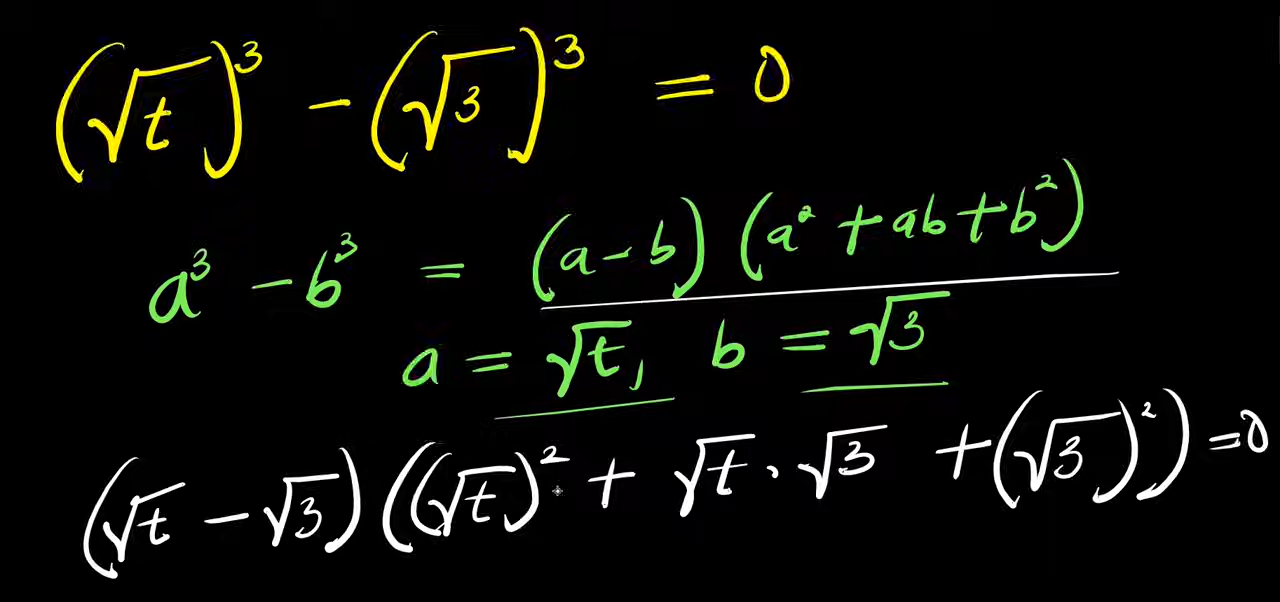 (√t)³ − (√3)³ = 0
a³ − b³ = (a − b) (a² + ab + b²)
a = √t, b = √3
(√t − √3) ((√t)² + √t · √3 + (√3)²) = 0